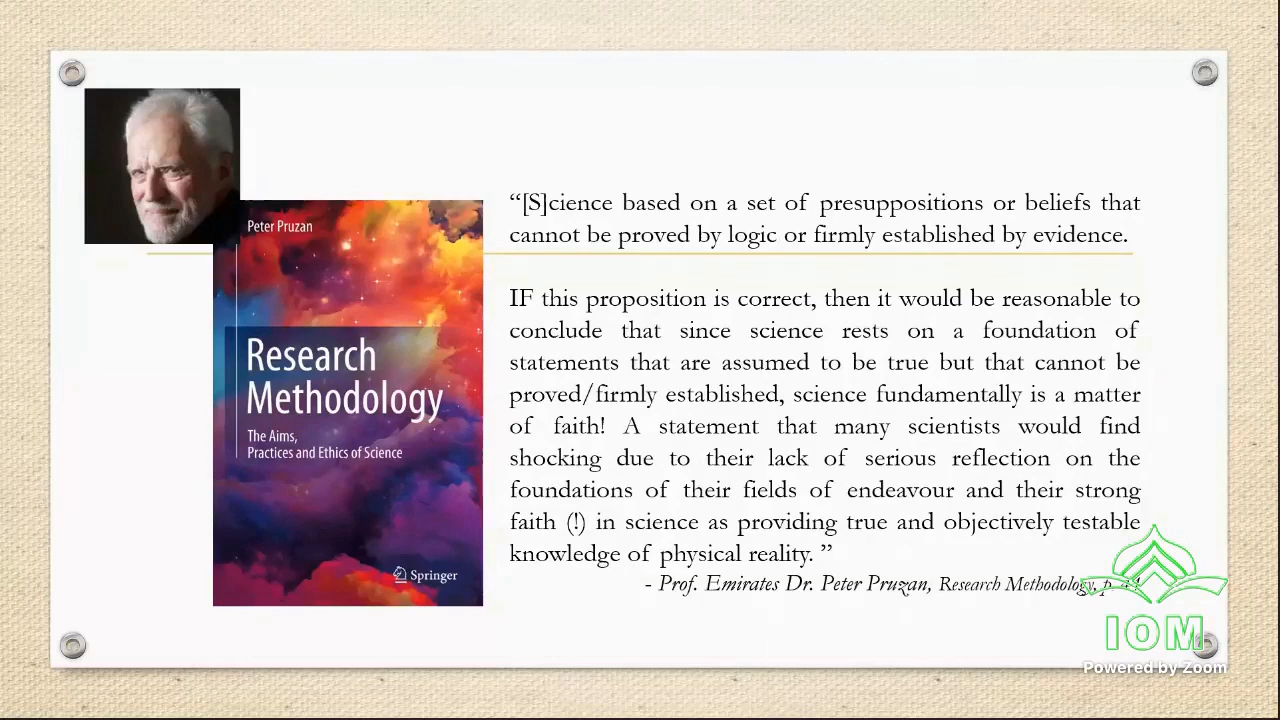 “[S]cience based on a set of presuppositions or beliefs that
cannot be proved by logic or firmly established by evidence.
IF this proposition is correct, then it would be reasonable to
conclude that since science rests on a foundation of
statements that are assumed to be true but that cannot be
proved/firmly established, science fundamentally is a matter
of faith! A statement that many scientists would find
shocking due to their lack of serious reflection on the
foundations of their fields of endeavour and their strong
faith (!) in science as providing true and objectively testable
knowledge of physical reality. ”
- Prof. Emirates Dr. Peter Pruzan, Research Methodology, p.
Peter Pruzan
Research
Methodology
The Aims,
Practices and Ethics of Science
Springer
IOM
Powered by Zoom